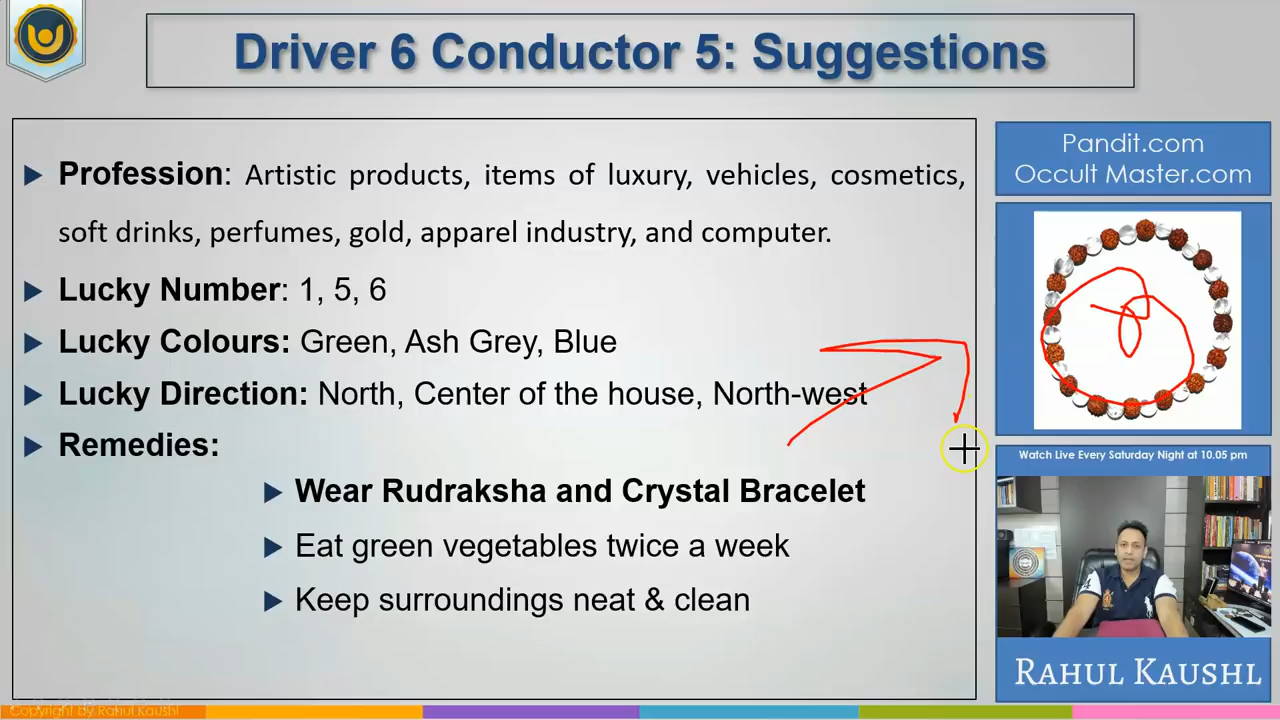 Driver 6 Conductor 5: Suggestions
Profession: Artistic products, items of luxury, vehicles, cosmetics,
soft drinks, perfumes, gold, apparel industry, and computer.
Lucky Number: 1, 5, 6
Lucky Colours: Green, Ash Grey, Blue
Lucky Direction: North, Center of the house, North-west
Remedies:
Wear Rudraksha and Crystal Bracelet
Eat green vegetables twice a week
Keep surroundings neat & clean
Pandit.com
Occult Master.com
Watch Live Every Saturday Night at 10.05 pm
RAHUL KAUSHL
Copyright by Rahul Kaushl